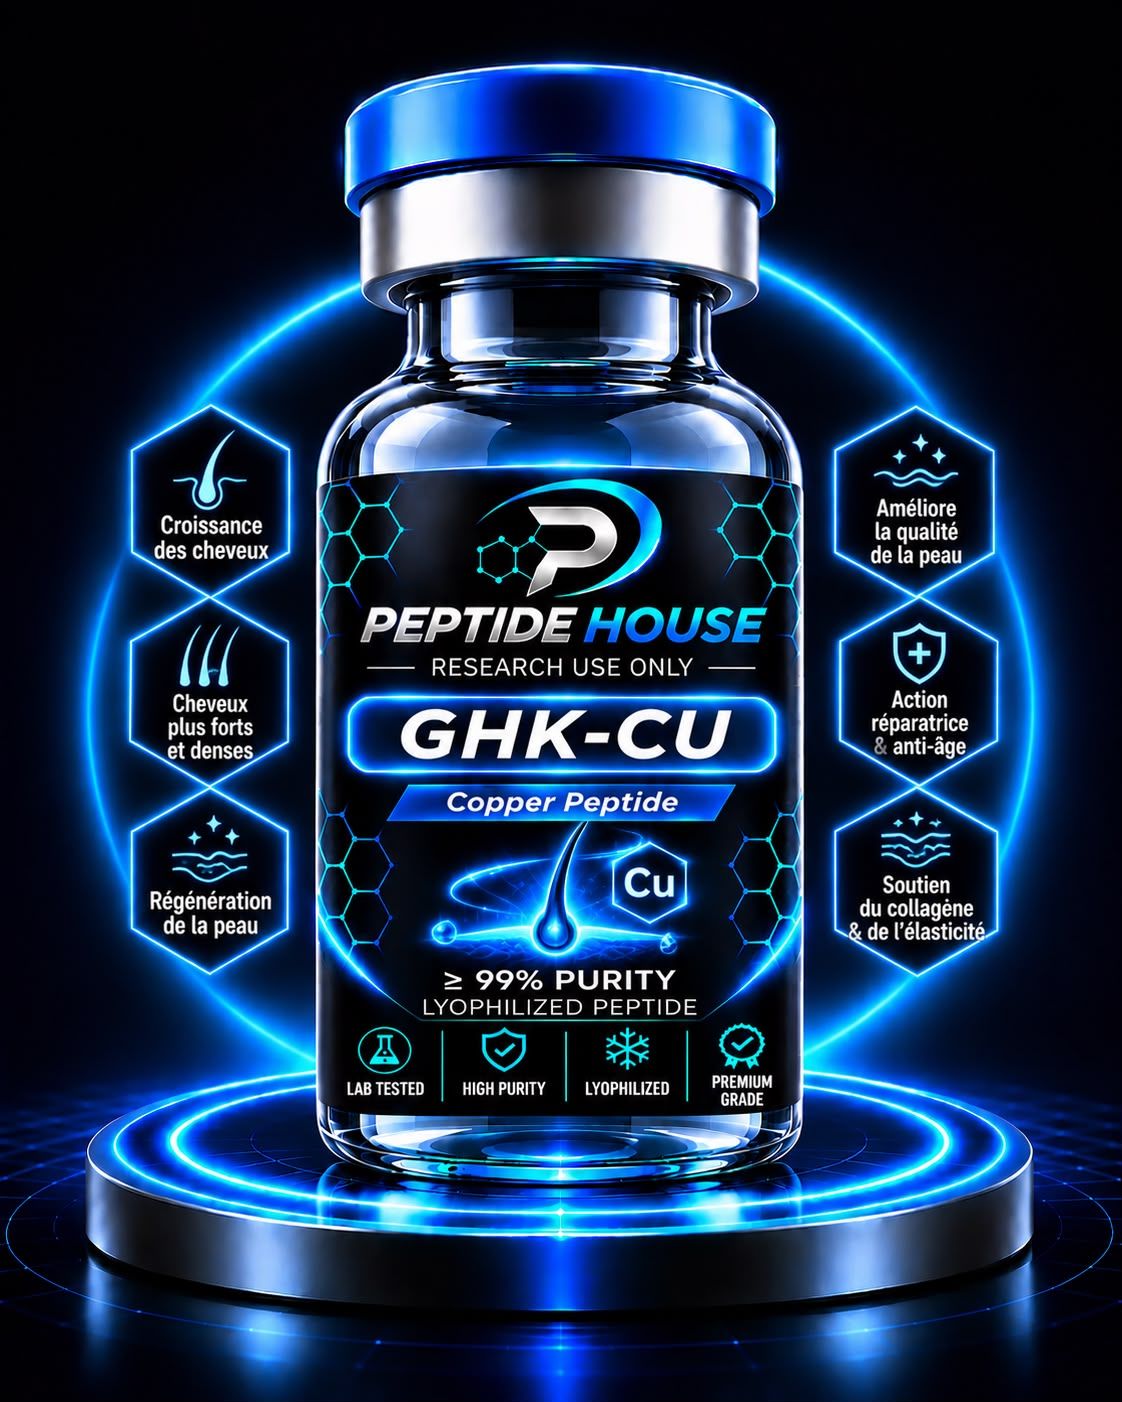 PEPTIDE HOUSE
RESEARCH USE ONLY
GHK-CU
Copper Peptide
Cu
≥ 99% PURITY
LYOPHILIZED PEPTIDE
LAB TESTED
HIGH PURITY
LYOPHILIZED
PREMIUM
GRADE
Croissance
des cheveux
Cheveux
plus forts
et denses
Régénération
de la peau
Améliore
la qualité
de la peau
Action
réparatrice
& anti-âge
Soutien
du collagène
& de l'élasticité